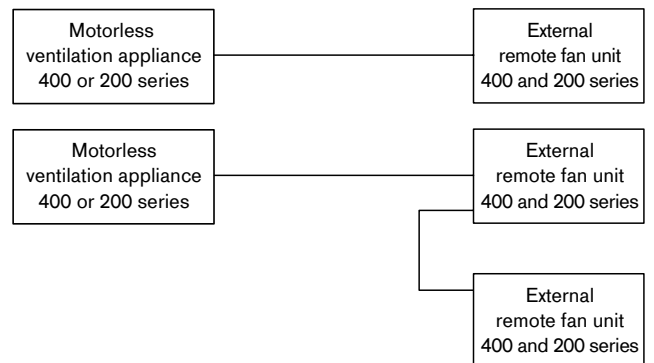 Motorless
ventilation appliance
400 or 200 series
External
remote fan unit
400 and 200 series
Motorless
ventilation appliance
400 or 200 series
External
remote fan unit
400 and 200 series
External
remote fan unit
400 and 200 series